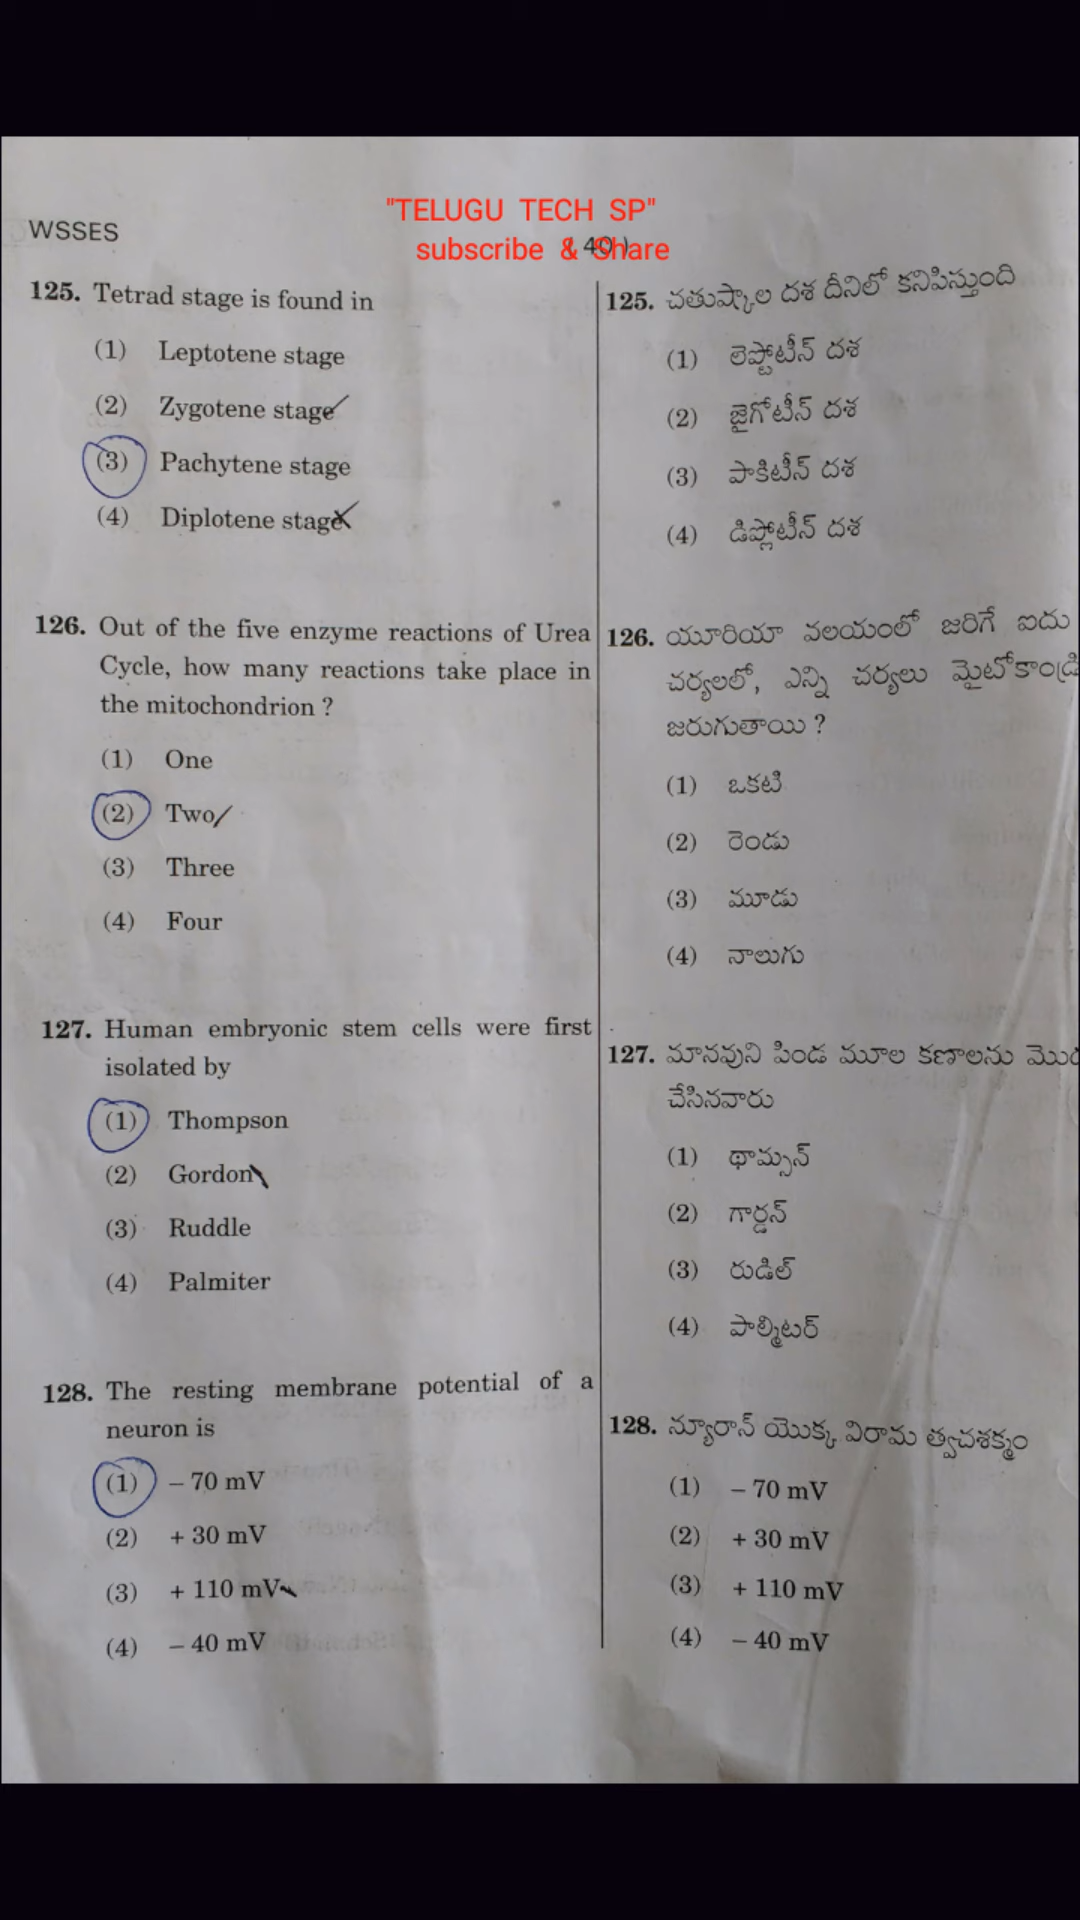 "TELUGU TECH SP"
subscribe & Share
WSSES
( 40 )
125. Tetrad stage is found in
(1) Leptotene stage
(2) Zygotene stage
(3) Pachytene stage
(4) Diplotene stage
126. Out of the five enzyme reactions of Urea
Cycle, how many reactions take place in
the mitochondrion ?
(1) One
(2) Two
(3) Three
(4) Four
127. Human embryonic stem cells were first
isolated by
(1) Thompson
(2) Gordon
(3) Ruddle
(4) Palmiter
128. The resting membrane potential of a
neuron is
(1) – 70 mV
(2) + 30 mV
(3) + 110 mV
(4) – 40 mV
125. చతుష్కాల దశ దీనిలో కనిపిస్తుంది
(1) లెప్టోటీన్ దశ
(2) జైగోటీన్ దశ
(3) పాకిటీన్ దశ
(4) డిప్లోటీన్ దశ
126. యూరియా వలయంలో జరిగే ఐదు
చర్యలలో, ఎన్ని చర్యలు మైటోకాండ్రి
జరుగుతాయి ?
(1) ఒకటి
(2) రెండు
(3) మూడు
(4) నాలుగు
127. మానవుని పిండ మూల కణాలను
చేసినవారు
(1) థామ్సన్
(2) గార్డన్
(3) రుడిల్
(4) పాల్మిటర్
128. న్యూరాన్ యొక్క విరామ త్వచశక్మం
(1) – 70 mV
(2) + 30 mV
(3) + 110 mV
(4) – 40 mV